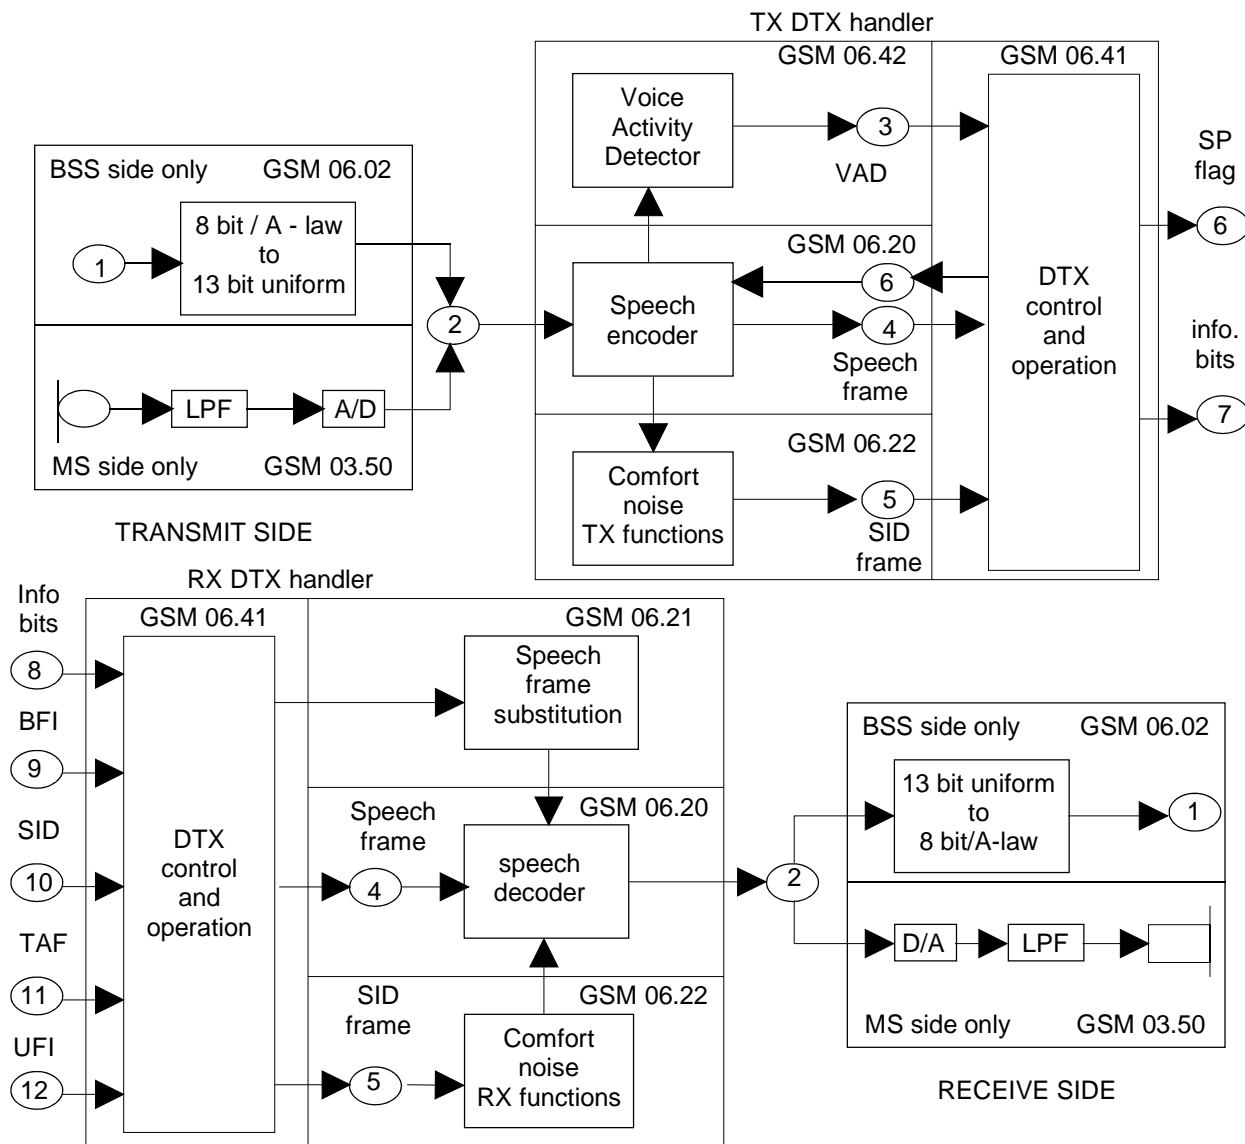 TX DTX handler
GSM 06.42
GSM 06.41
Voice
Activity
Detector
3
VAD
SP
flag
6
BSS side only
GSM 06.02
8 bit / A - law
to
13 bit uniform
1
2
GSM 06.20
6
Speech
encoder
4
Speech
frame
DTX
control
and
operation
info.
bits
7
LPF
A/D
MS side only
GSM 03.50
GSM 06.22
Comfort
noise
TX functions
5
SID
frame
TRANSMIT SIDE
RX DTX handler
Info
bits
8
BFI
9
SID
10
TAF
11
UFI
12
GSM 06.41
DTX
control
and
operation
GSM 06.21
Speech
frame
substitution
GSM 06.20
Speech
frame
4
speech
decoder
SID
frame
5
GSM 06.22
Comfort
noise
RX functions
2
BSS side only
GSM 06.02
13 bit uniform
to
8 bit/A-law
1
D/A
LPF
MS side only
GSM 03.50
RECEIVE SIDE